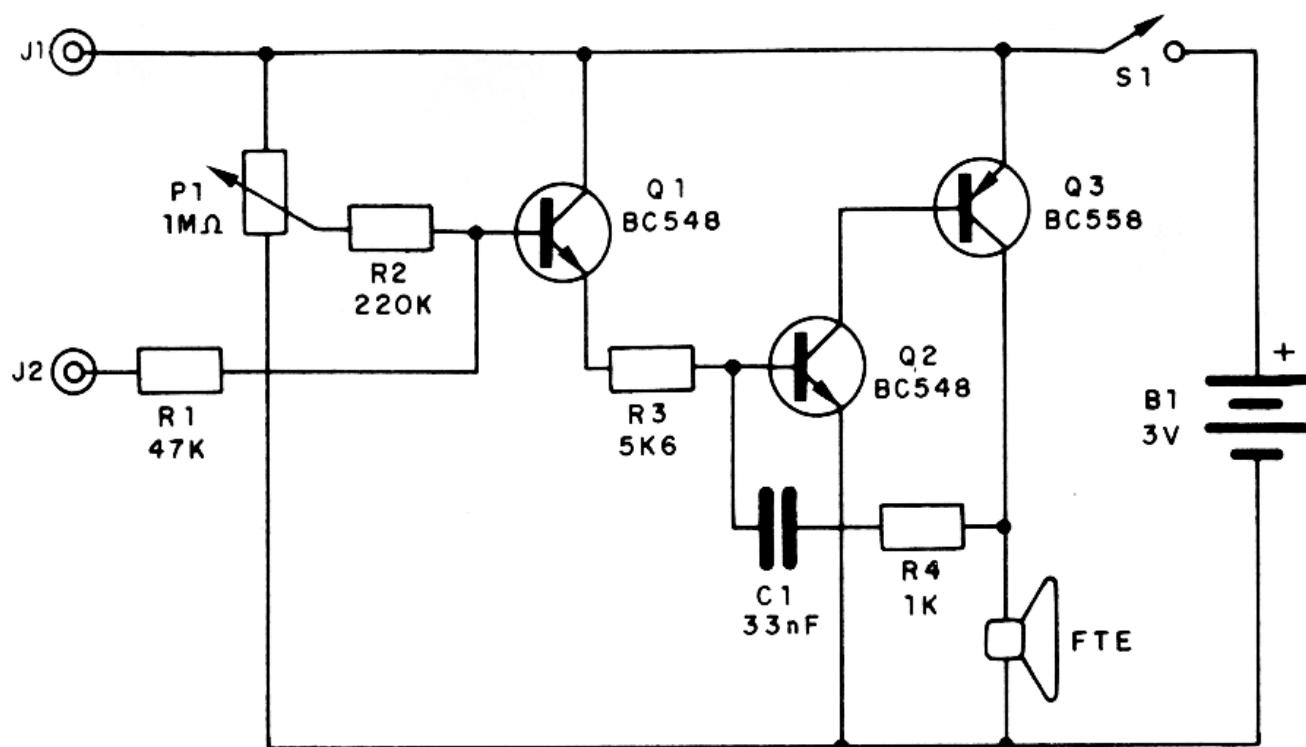 J1
S1
P1
1MΩ
R2
220K
Q1
BC548
Q3
BC558
J2
R1
47K
R3
5K6
Q2
BC548
+
B1
3V
C1
33nF
R4
1K
FTE